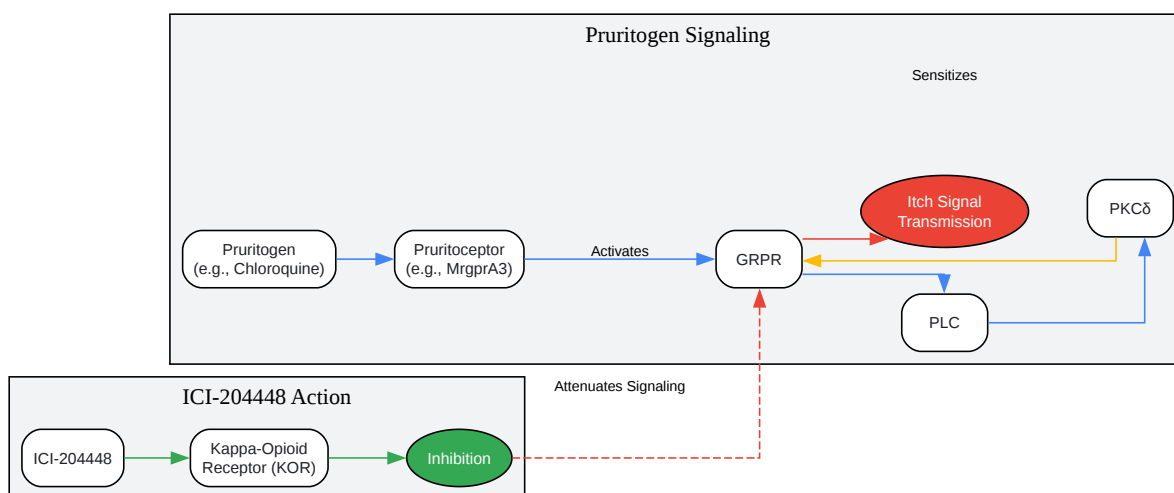 Pruritogen Signaling
Sensitizes
Itch Signal
Transmission
PKCδ
Pruritogen
(e.g., Chloroquine)
Pruritoceptor
(e.g., MrgprA3)
Activates
GRPR
PLC
Attenuates Signaling
ICI-204448 Action
ICI-204448
Kappa-Opioid
Receptor (KOR)
Inhibition